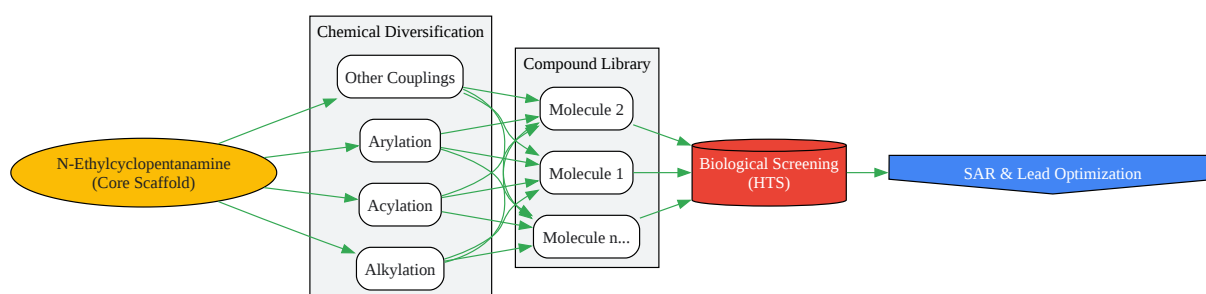 Chemical Diversification
Compound Library
Other Couplings
Molecule 2
Arylation
N-Ethylcyclopentanamine
(Core Scaffold)
Biological Screening
(HTS)
SAR & Lead Optimization
Molecule 1
Acylation
Molecule n...
Alkylation